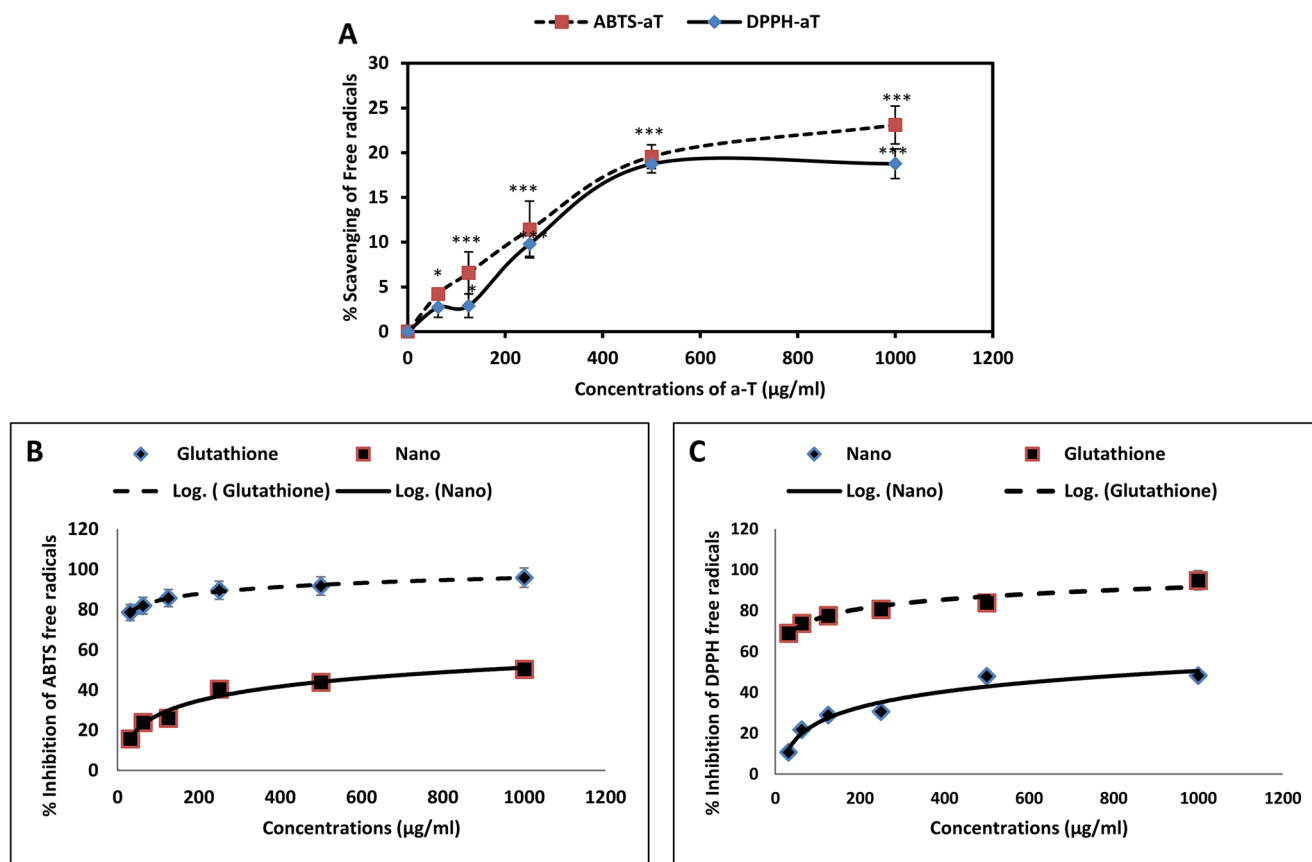 ABTS-aT DPPH-aT
A
% Scavenging of Free radicals
30
25
20
15
10
5
0
* *** *** *** ***
* *** ***
0 200 400 600 800 1000 1200
Concentrations of a-T (µg/ml)
B
Glutathione Nano
Log. ( Glutathione) Log. (Nano)
% Inhibition of ABTS free radicals
120
100
80
60
40
20
0
0 200 400 600 800 1000 1200
Concentrations (µg/ml)
C
Nano Glutathione
Log. (Nano) Log. (Glutathione)
% Inhibition of DPPH free radicals
120
100
80
60
40
20
0
0 200 400 600 800 1000 1200
Concentrations (µg/ml)